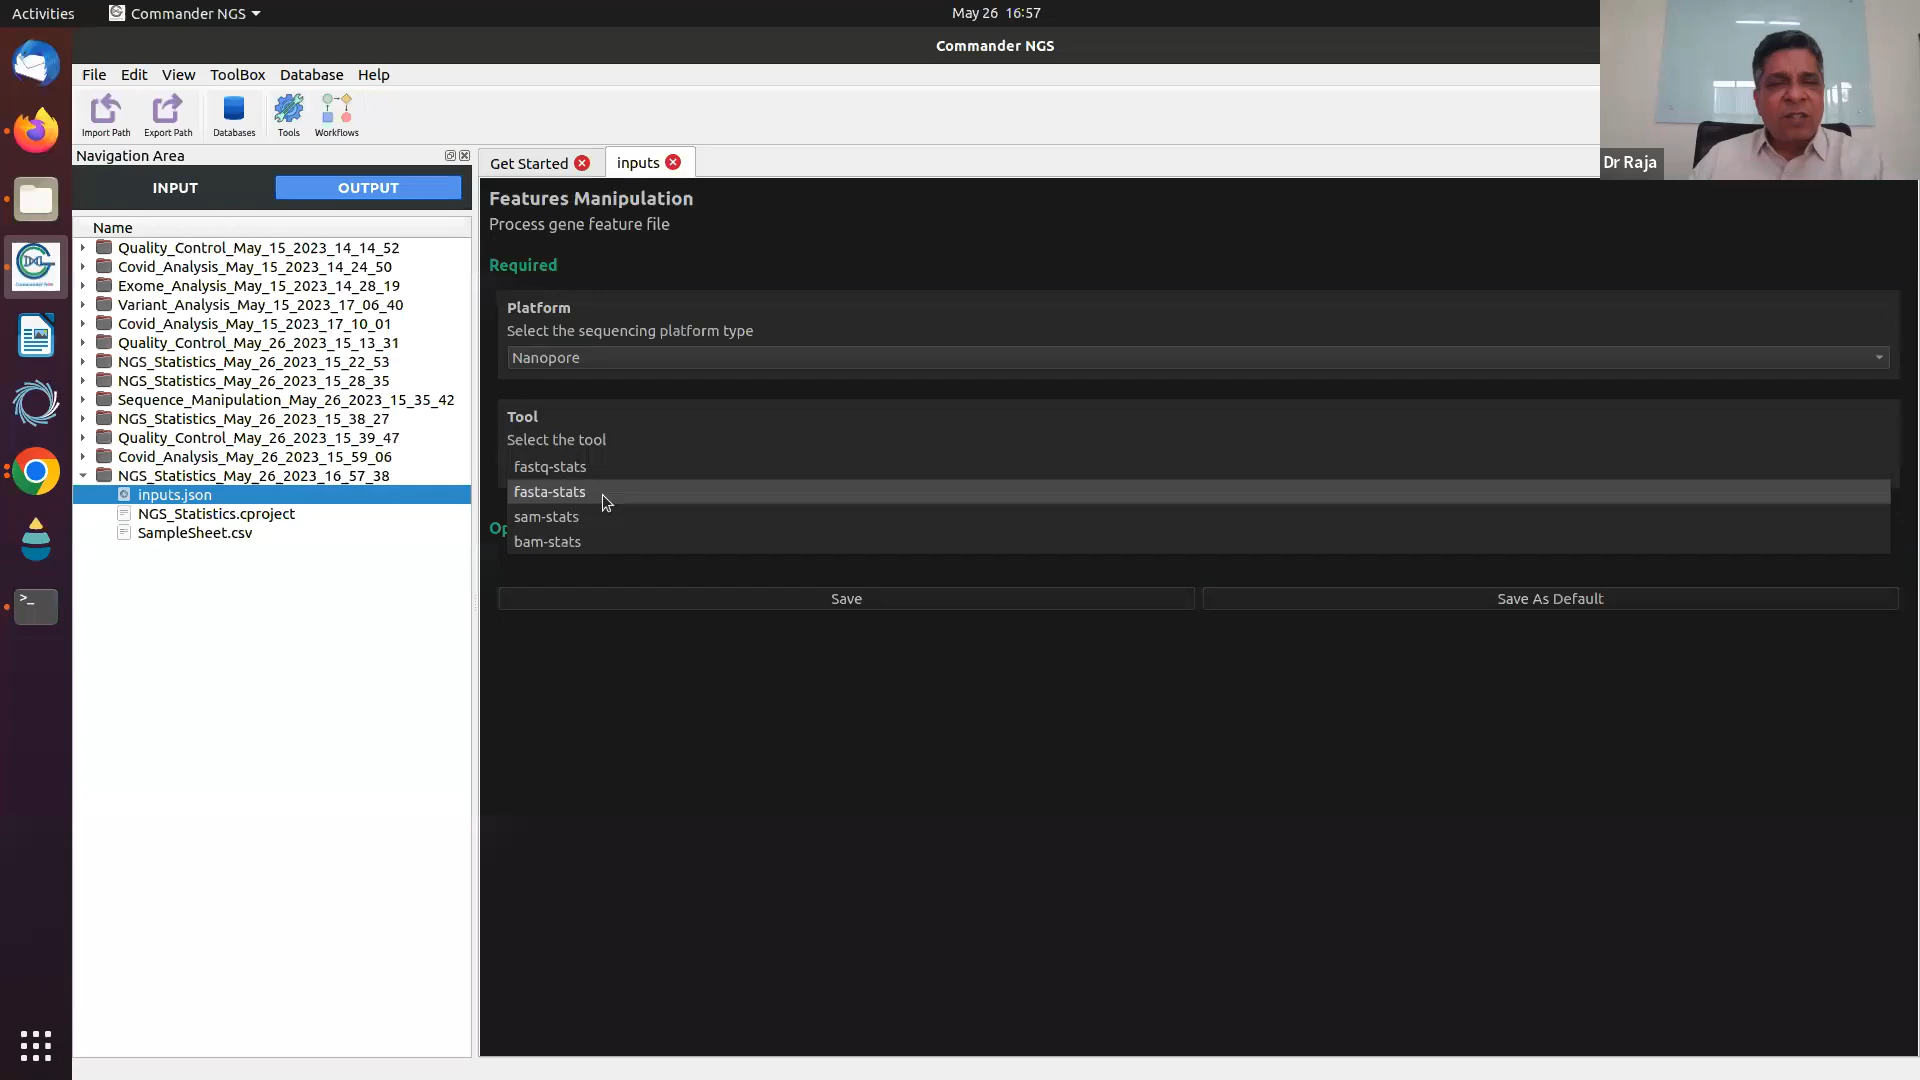 Activities
Commander NGS
May 26 16:57
Commander NGS
File Edit View ToolBox Database Help
Import Path Export Path Databases Tools Workflows
Dr Raja
Navigation Area
INPUT OUTPUT
Name
Quality_Control_May_15_2023_14_14_52
Covid_Analysis_May_15_2023_14_24_50
Exome_Analysis_May_15_2023_14_28_19
Variant_Analysis_May_15_2023_17_06_40
Covid_Analysis_May_15_2023_17_10_01
Quality_Control_May_26_2023_15_13_31
NGS_Statistics_May_26_2023_15_22_53
NGS_Statistics_May_26_2023_15_28_35
Sequence_Manipulation_May_26_2023_15_35_42
NGS_Statistics_May_26_2023_15_38_27
Quality_Control_May_26_2023_15_39_47
Covid_Analysis_May_26_2023_15_59_06
NGS_Statistics_May_26_2023_16_57_38
inputs.json
NGS_Statistics.cproject
SampleSheet.csv
Get Started inputs
Features Manipulation
Process gene feature file
Required
Platform
Select the sequencing platform type
Nanopore
Tool
Select the tool
fastq-stats
fasta-stats
sam-stats
Op
bam-stats
Save Save As Default